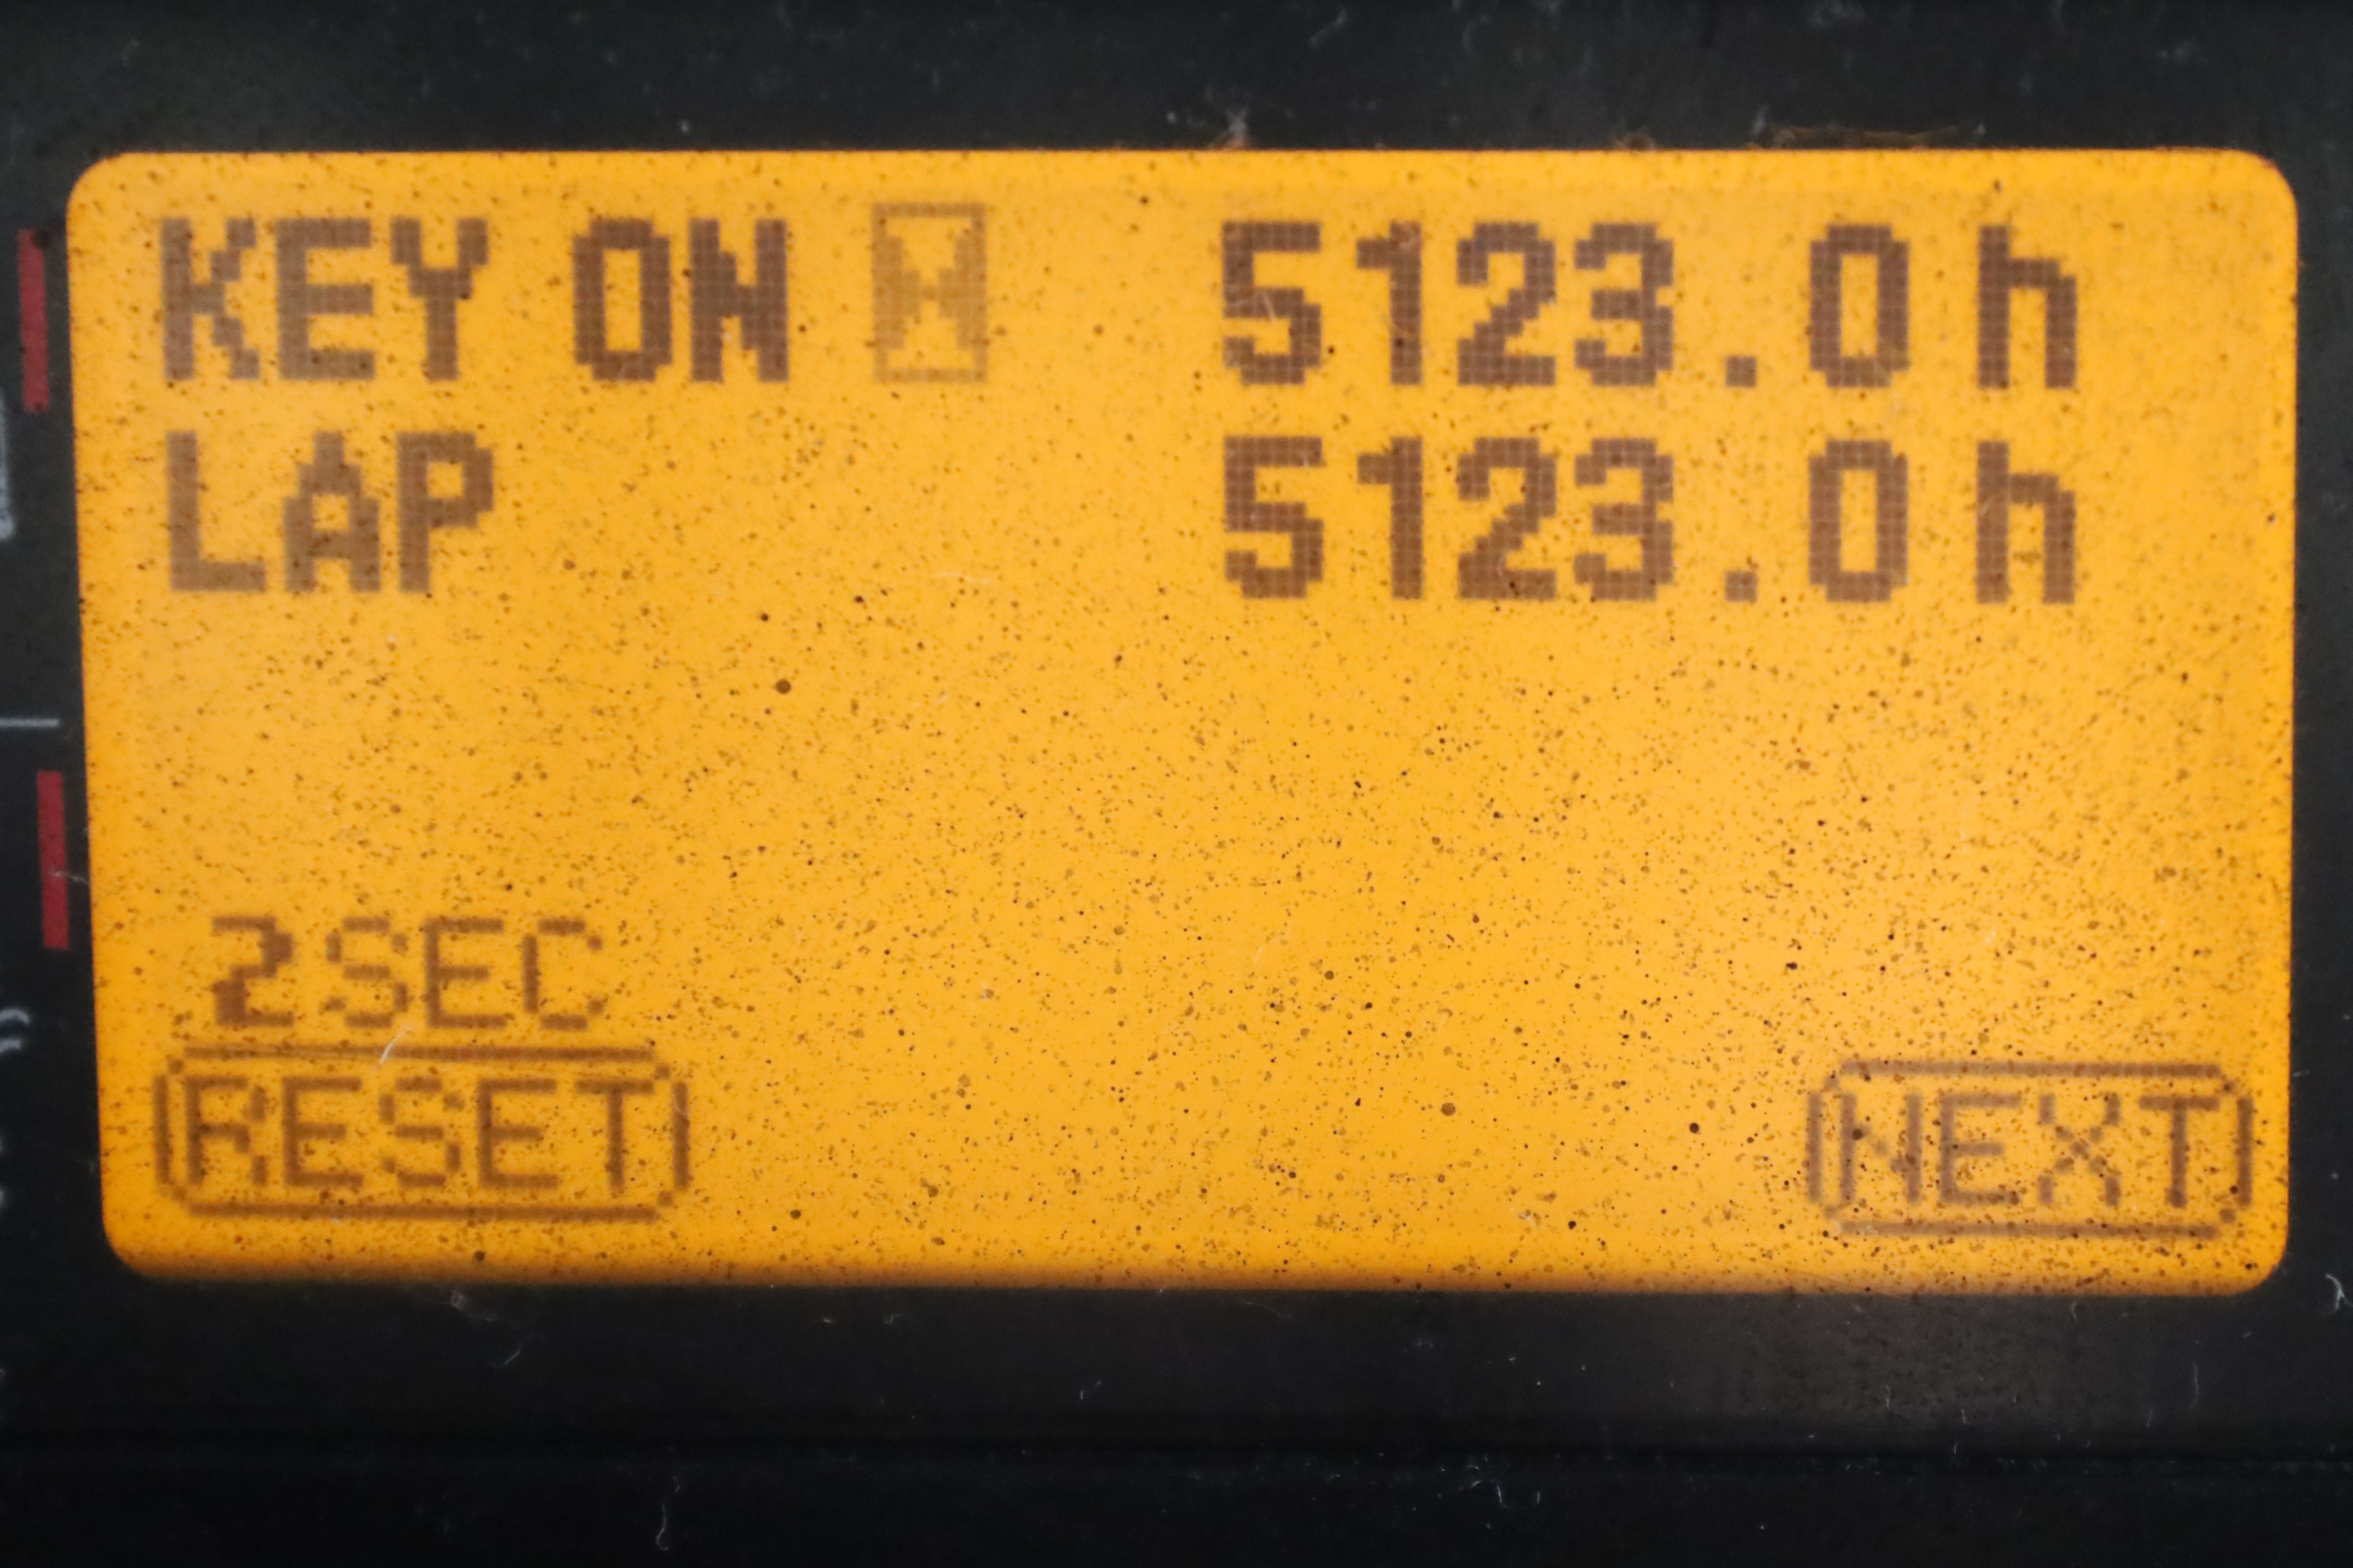 KEY ON 5123.0h
LAP 5123.0h
2SEC
RESET NEXT